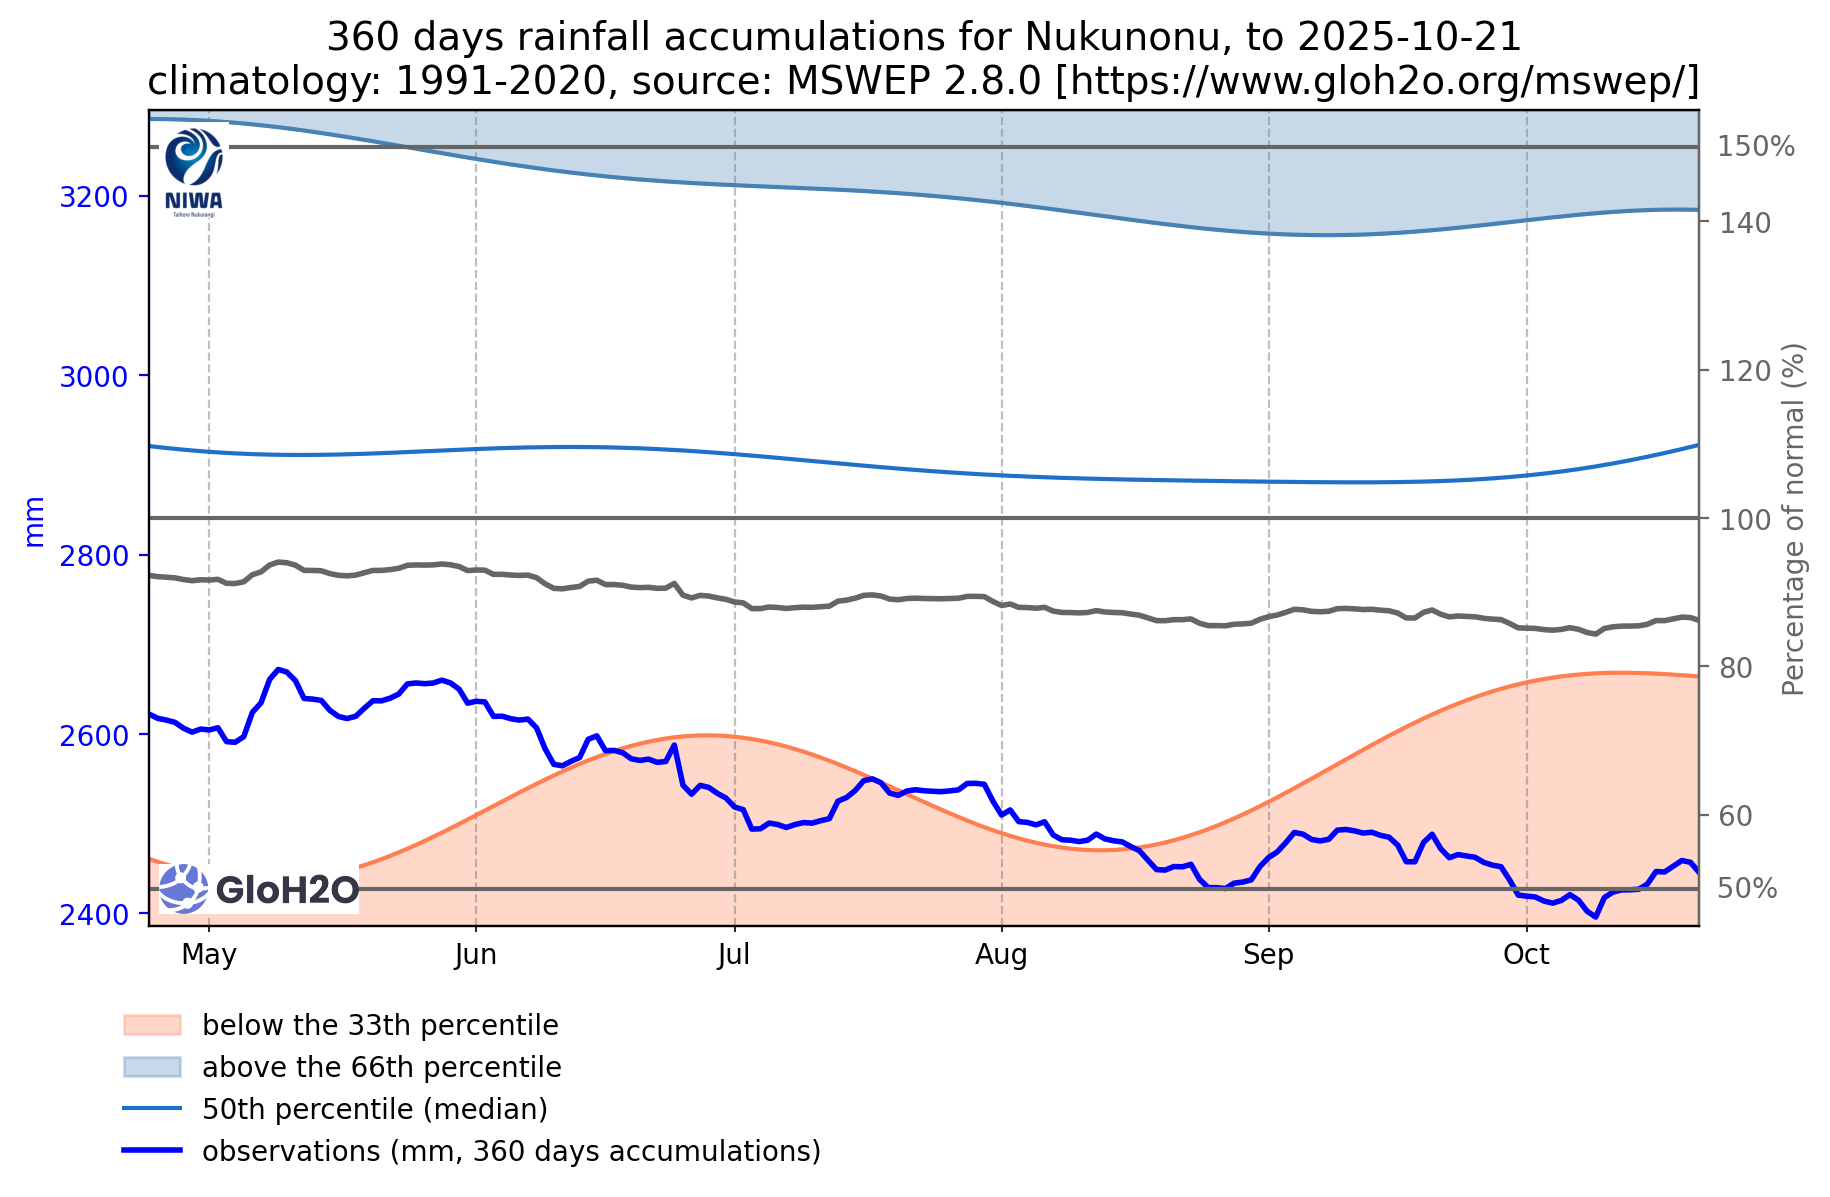 360 days rainfall accumulations for Nukunonu, to 2025-10-21
climatology: 1991-2020, source: MSWEP 2.8.0 [https://www.gloh2o.org/mswep/]
NIWA
Taihoro Nukurangi
3200
3000
2800
2600
2400
mm
150%
140
120
100
80
60
50%
Percentage of normal (%)
GloH2O
May Jun Jul Aug Sep Oct
below the 33th percentile
above the 66th percentile
50th percentile (median)
observations (mm, 360 days accumulations)